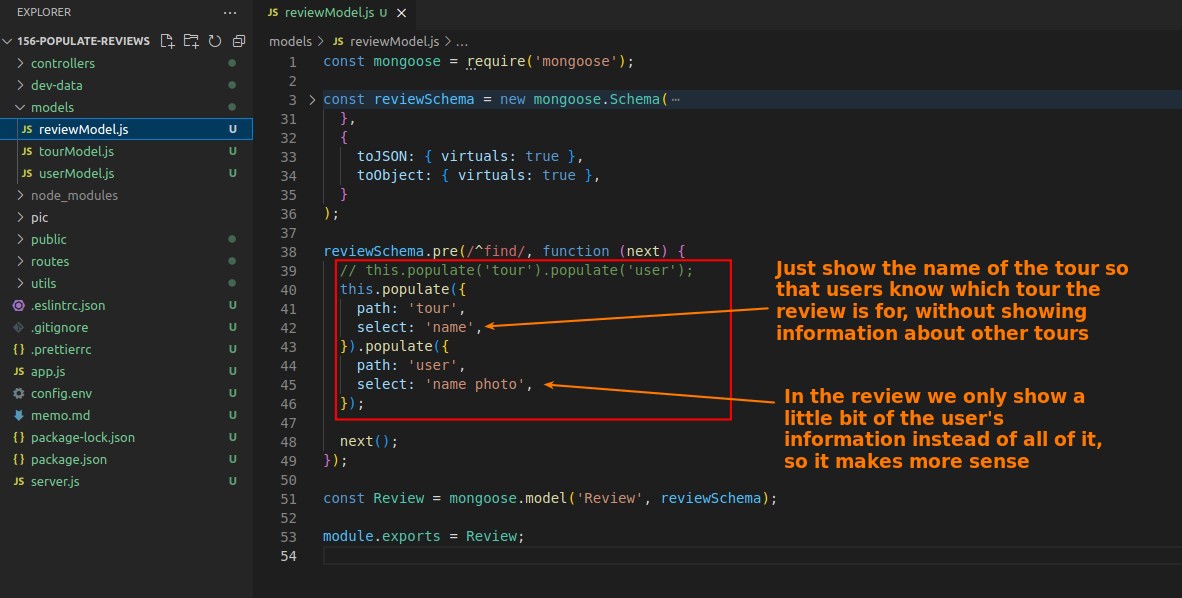 EXPLORER
156-POPULATE-REVIEWS
controllers
dev-data
models
JS reviewModel.js U
JS tourModel.js U
JS userModel.js U
node_modules
pic
public
routes
utils
.eslintrc.json U
.gitignore U
{} .prettierrc U
JS app.js U
config.env U
memo.md U
{} package-lock.json U
{} package.json U
JS server.js U
JS reviewModel.js U
models > JS reviewModel.js > ...
1 const mongoose = require('mongoose');
2
3 const reviewSchema = new mongoose.Schema(⋯
31 },
32 {
33 toJSON: { virtuals: true },
34 toObject: { virtuals: true },
35 }
36 );
37
38 reviewSchema.pre(/^find/, function (next) {
39 // this.populate('tour').populate('user');
40 this.populate({
41 path: 'tour',
42 select: 'name',
43 }).populate({
44 path: 'user',
45 select: 'name photo',
46 });
47
48 next();
49 });
50
51 const Review = mongoose.model('Review', reviewSchema);
52
53 module.exports = Review;
54
Just show the name of the tour so
that users know which tour the
review is for, without showing
information about other tours
In the review we only show a
little bit of the user's
information instead of all of it,
so it makes more sense